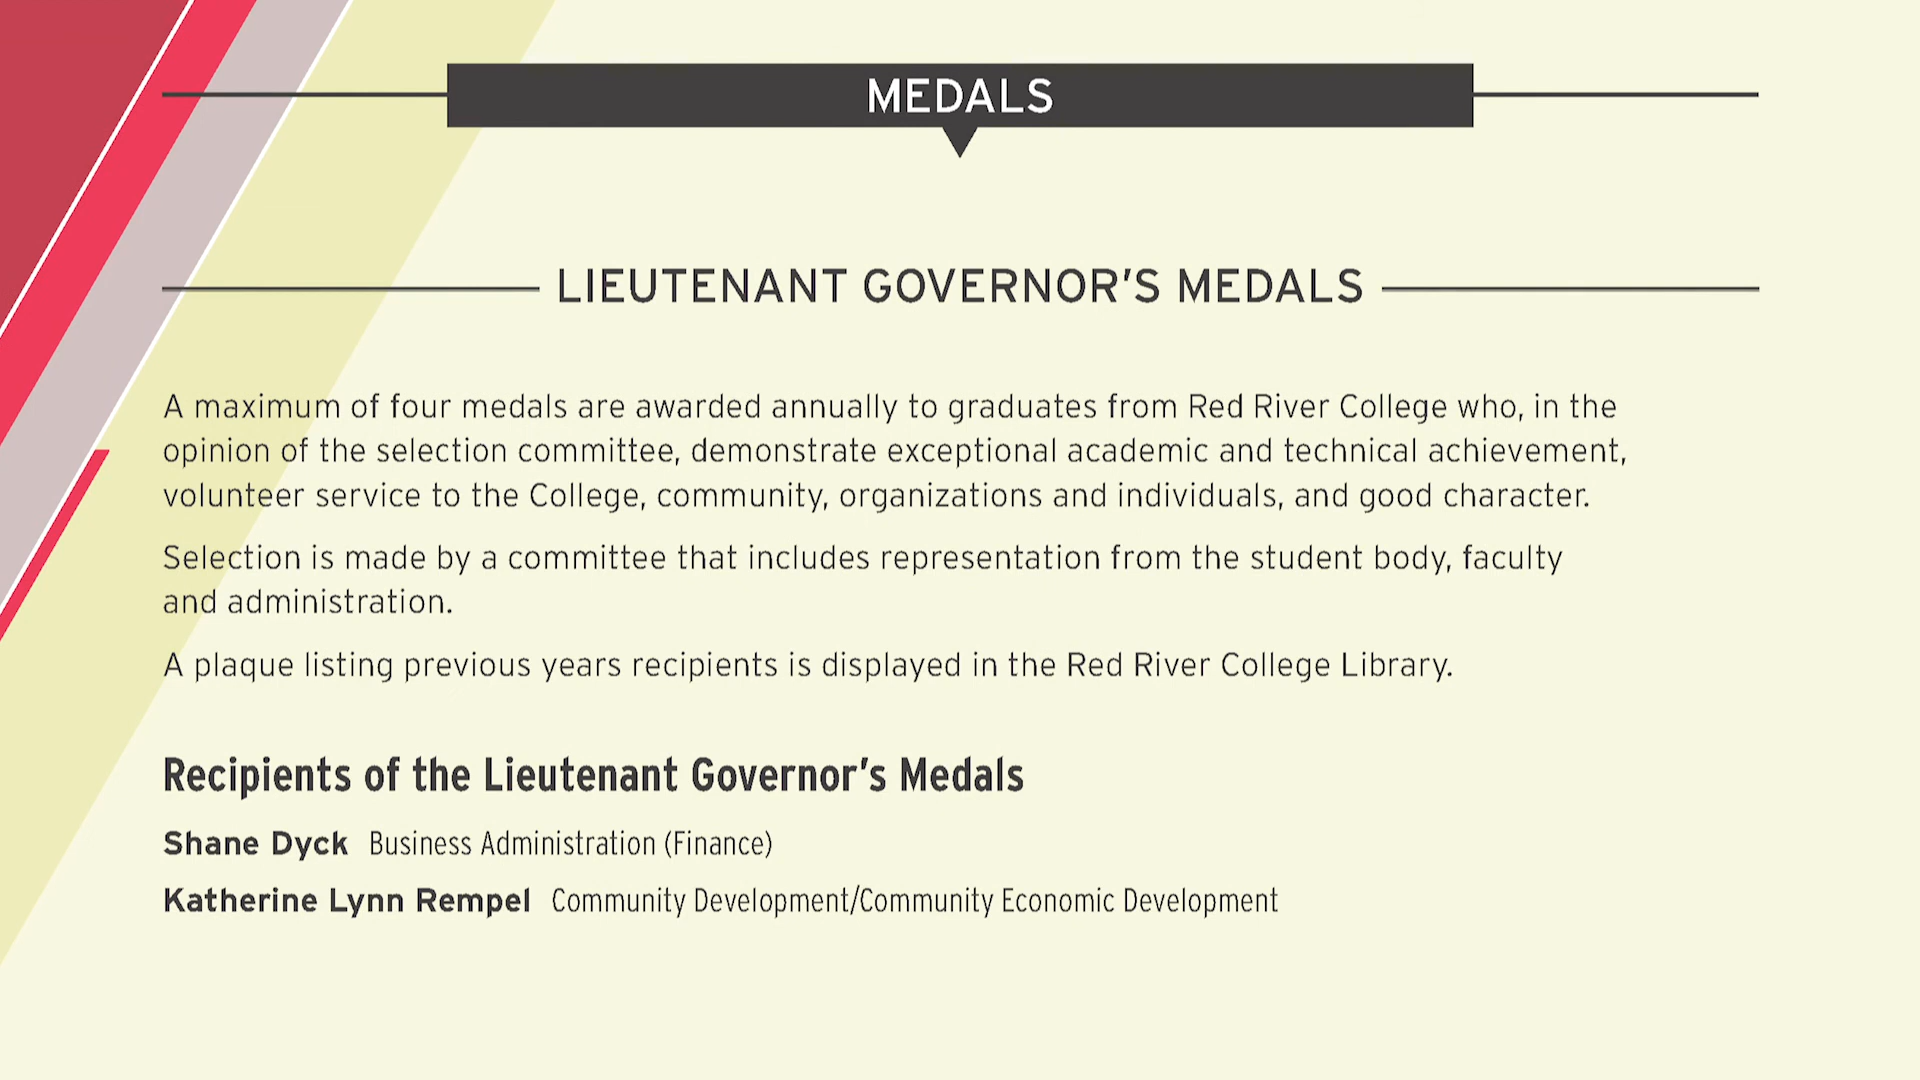 MEDALS
LIEUTENANT GOVERNOR’S MEDALS
A maximum of four medals are awarded annually to graduates from Red River College who, in the
opinion of the selection committee, demonstrate exceptional academic and technical achievement,
volunteer service to the College, community, organizations and individuals, and good character.
Selection is made by a committee that includes representation from the student body, faculty
and administration.
A plaque listing previous years recipients is displayed in the Red River College Library.
Recipients of the Lieutenant Governor’s Medals
Shane Dyck Business Administration (Finance)
Katherine Lynn Rempel Community Development/Community Economic Development